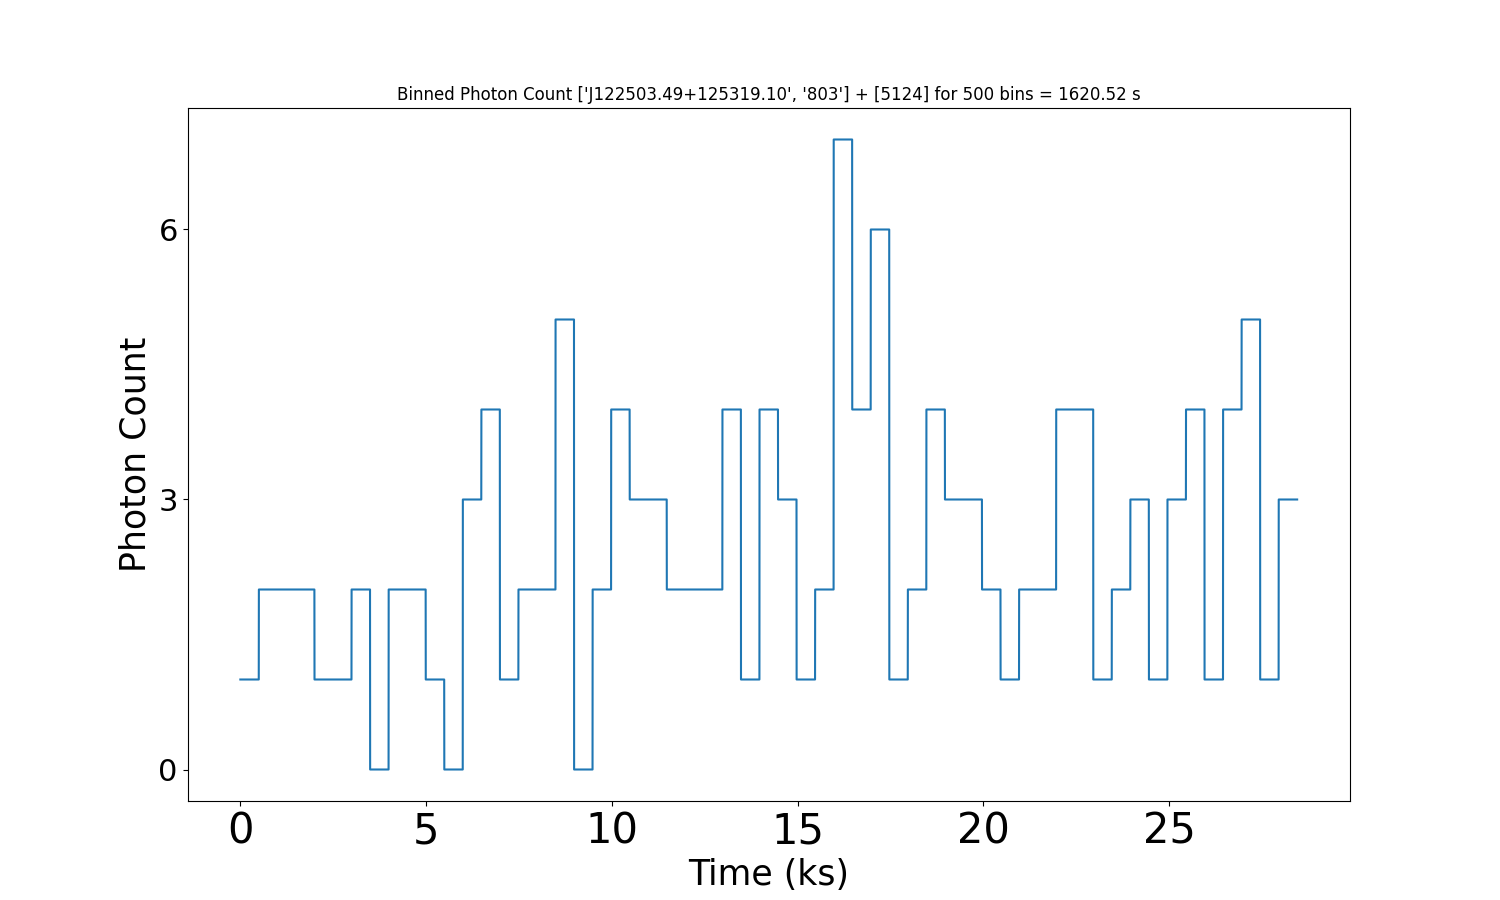 Binned Photon Count ['J122503.49+125319.10', '803'] + [5124] for 500 bins = 1620.52 s
Photon Count
6
3
0
0 5 10 15 20 25
Time (ks)